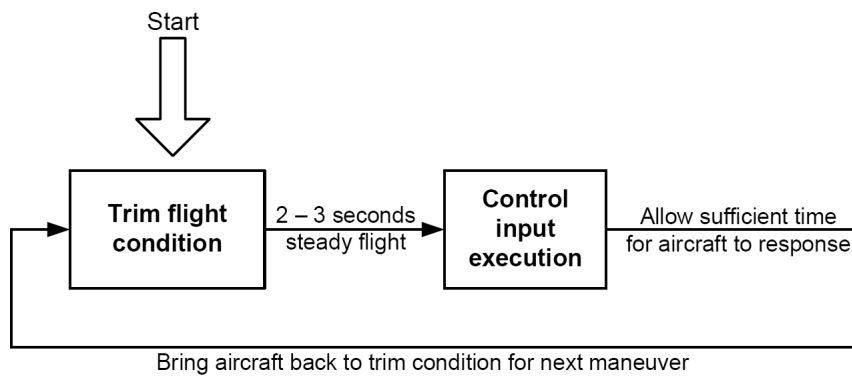 Start
Trim flight
condition
2 – 3 seconds
steady flight
Control
input
execution
Allow sufficient time
for aircraft to response
Bring aircraft back to trim condition for next maneuver